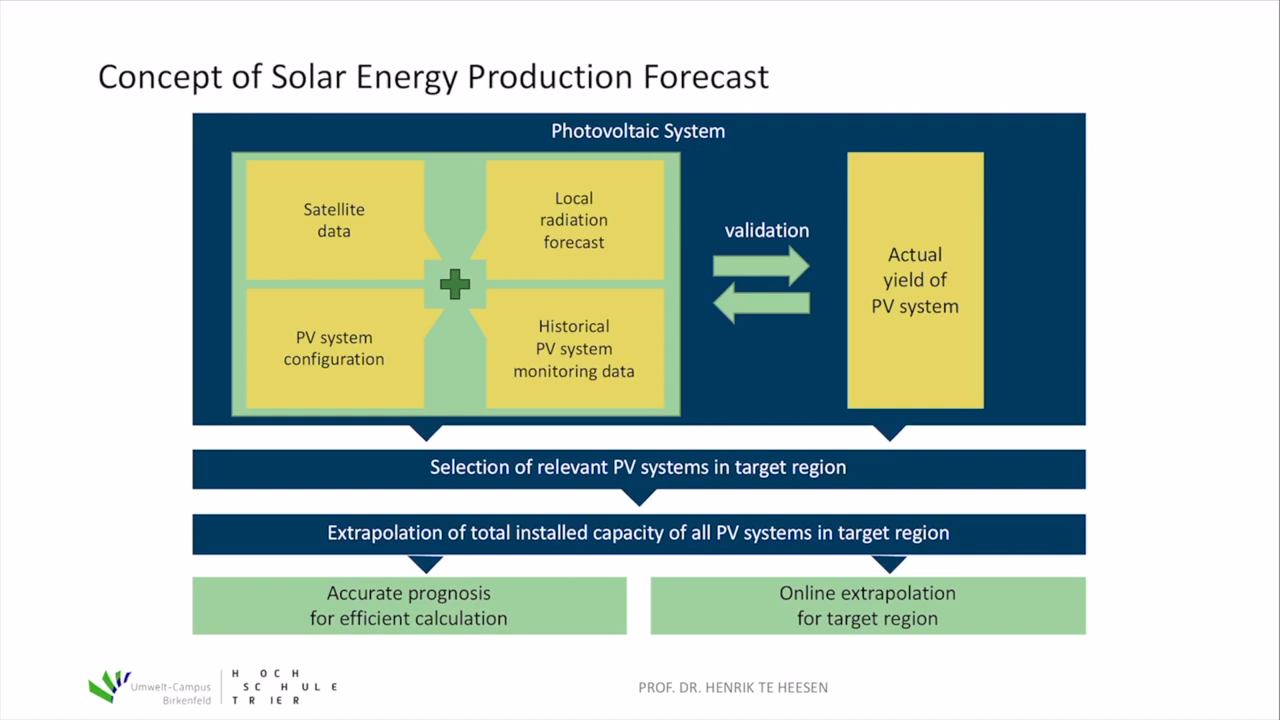 Concept of Solar Energy Production Forecast
Photovoltaic System
Satellite
data
Local
radiation
forecast
PV system
configuration
Historical
PV system
monitoring data
validation
Actual
yield of
PV system
Selection of relevant PV systems in target region
Extrapolation of total installed capacity of all PV systems in target region
Accurate prognosis
for efficient calculation
Online extrapolation
for target region
Umwelt-Campus
Birkenfeld
HOCH
SCHULE
TRIER
PROF. DR. HENRIK TE HEESEN